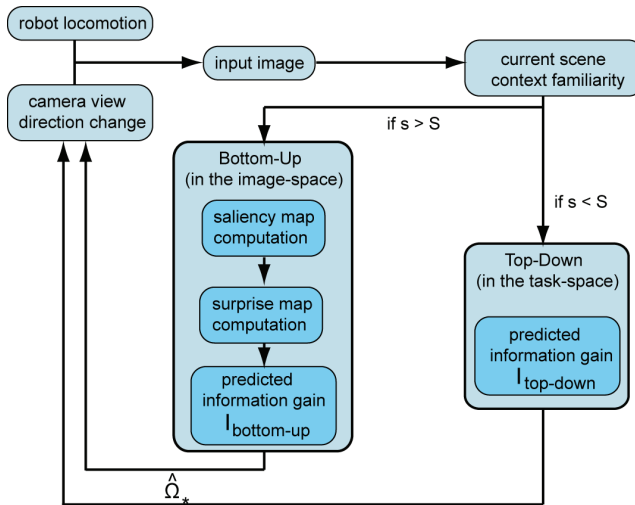 robot locomotion
input image
current scene
context familiarity
camera view
direction change
if s > S
if s < S
Bottom-Up
(in the image-space)
saliency map
computation
surprise map
computation
predicted
information gain
I bottom-up
Top-Down
(in the task-space)
predicted
information gain
I top-down
Ω̂*